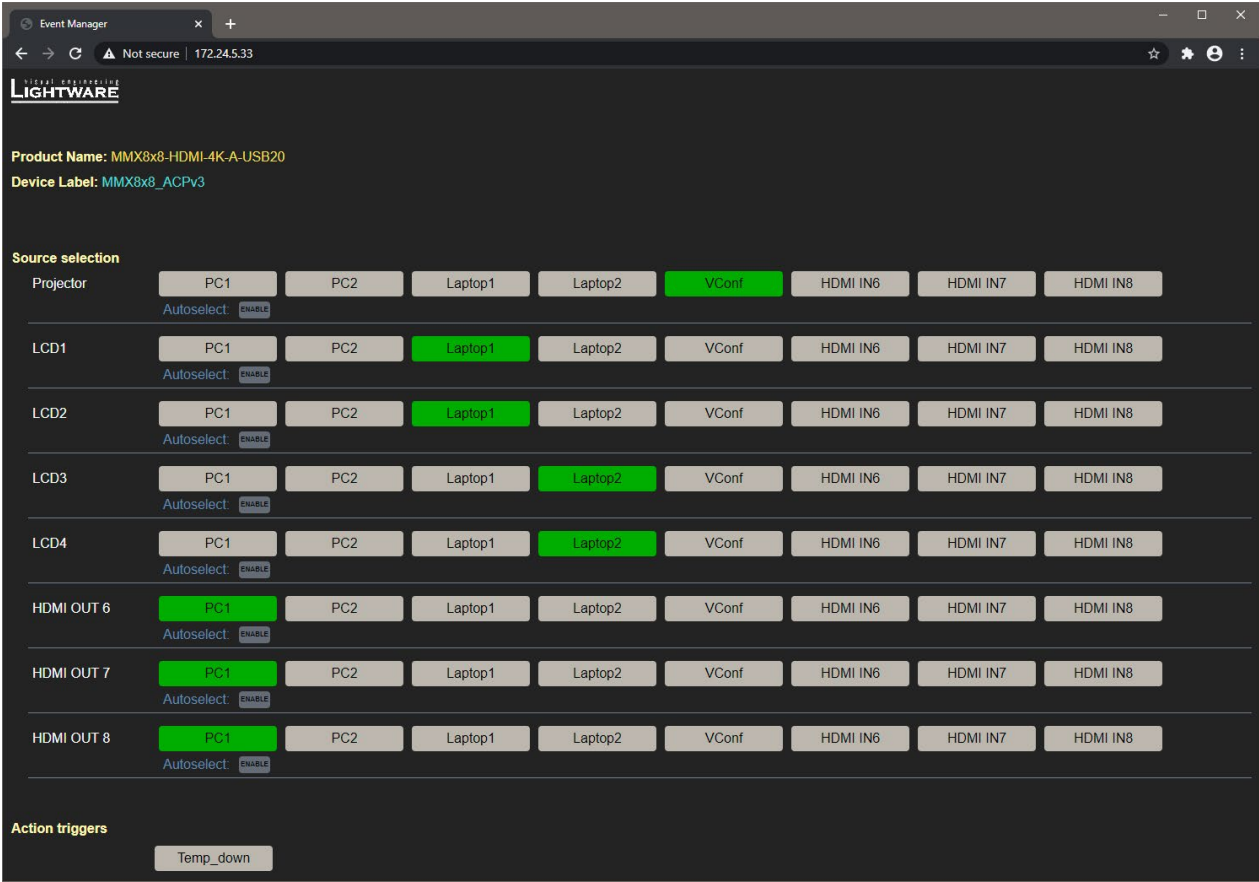 Event Manager
Not secure 172.24.5.33
Visual engineering
LIGHTWARE
Product Name: MMX8x8-HDMI-4K-A-USB20
Device Label: MMX8x8_ACPv3
Source selection
Projector PC1 PC2 Laptop1 Laptop2 VConf HDMI IN6 HDMI IN7 HDMI IN8
Autoselect: ENABLE
LCD1 PC1 PC2 Laptop1 Laptop2 VConf HDMI IN6 HDMI IN7 HDMI IN8
Autoselect: ENABLE
LCD2 PC1 PC2 Laptop1 Laptop2 VConf HDMI IN6 HDMI IN7 HDMI IN8
Autoselect: ENABLE
LCD3 PC1 PC2 Laptop1 Laptop2 VConf HDMI IN6 HDMI IN7 HDMI IN8
Autoselect: ENABLE
LCD4 PC1 PC2 Laptop1 Laptop2 VConf HDMI IN6 HDMI IN7 HDMI IN8
Autoselect: ENABLE
HDMI OUT 6 PC1 PC2 Laptop1 Laptop2 VConf HDMI IN6 HDMI IN7 HDMI IN8
Autoselect: ENABLE
HDMI OUT 7 PC1 PC2 Laptop1 Laptop2 VConf HDMI IN6 HDMI IN7 HDMI IN8
Autoselect: ENABLE
HDMI OUT 8 PC1 PC2 Laptop1 Laptop2 VConf HDMI IN6 HDMI IN7 HDMI IN8
Autoselect: ENABLE
Action triggers
Temp_down